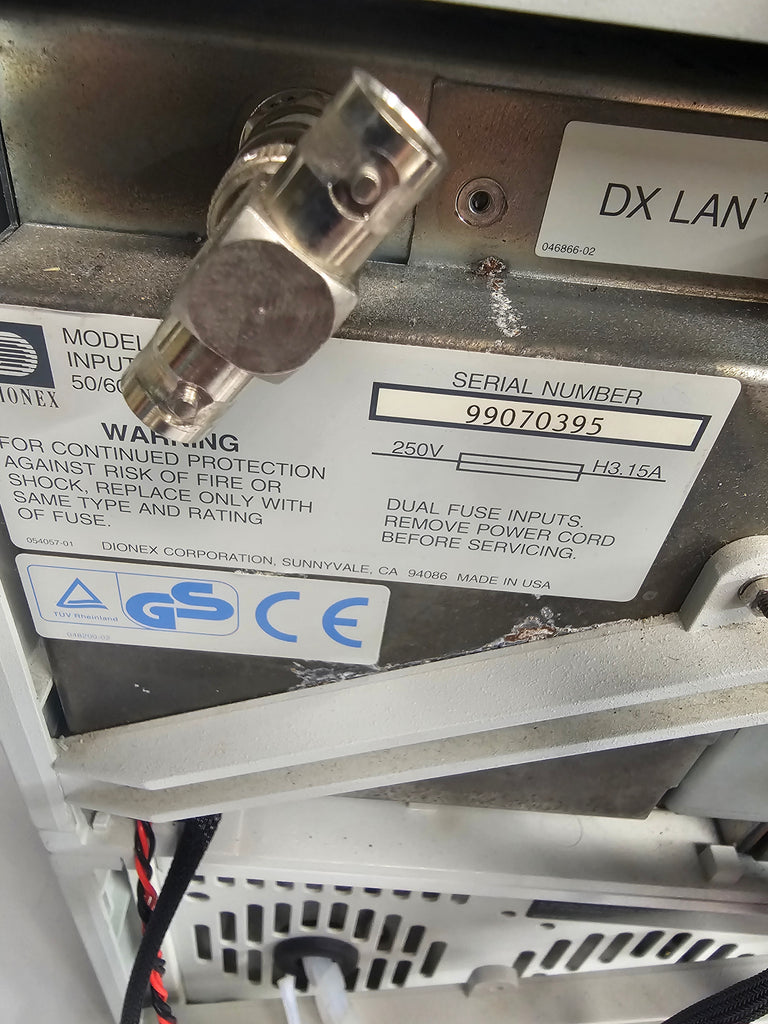 DX LAN™
046866-02
MODEL
INPUT
50/60
DIONEX
SERIAL NUMBER
99070395
250V
H3.15A
WARNING
FOR CONTINUED PROTECTION
AGAINST RISK OF FIRE OR
SHOCK, REPLACE ONLY WITH
SAME TYPE AND RATING
OF FUSE.
DUAL FUSE INPUTS.
REMOVE POWER CORD
BEFORE SERVICING.
054057-01
DIONEX CORPORATION, SUNNYVALE, CA 94086 MADE IN USA
TÜV Rheinland
GS
CE
048200-02